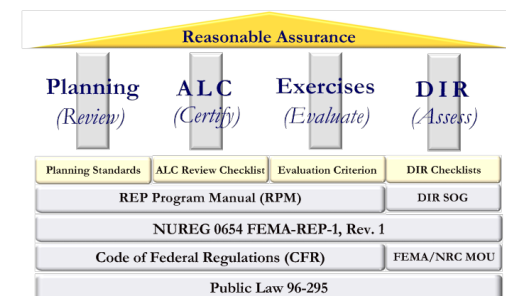 Reasonable Assurance
Planning ALC Exercises DIR
(Review) (Certify) (Evaluate) (Assess)
Planning Standards ALC Review Checklist Evaluation Criterion DIR Checklists
REP Program Manual (RPM) DIR SOG
NUREG 0654 FEMA-REP-1, Rev. 1
Code of Federal Regulations (CFR) FEMA/NRC MOU
Public Law 96-295